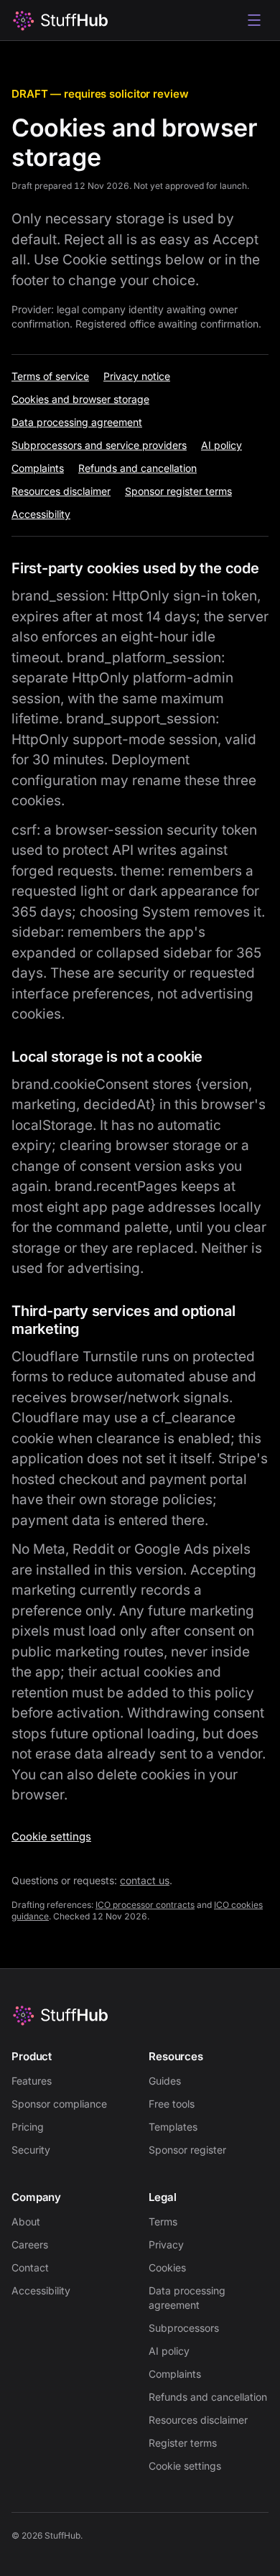 StuffHub
DRAFT — requires solicitor review
Cookies and browser
storage
Draft prepared 12 Nov 2026. Not yet approved for launch.
Only necessary storage is used by
default. Reject all is as easy as Accept
all. Use Cookie settings below or in the
footer to change your choice.
Provider: legal company identity awaiting owner
confirmation. Registered office awaiting confirmation.
Terms of service Privacy notice
Cookies and browser storage
Data processing agreement
Subprocessors and service providers AI policy
Complaints Refunds and cancellation
Resources disclaimer Sponsor register terms
Accessibility
First-party cookies used by the code
brand_session: HttpOnly sign-in token,
expires after at most 14 days; the server
also enforces an eight-hour idle
timeout. brand_platform_session:
separate HttpOnly platform-admin
session, with the same maximum
lifetime. brand_support_session:
HttpOnly support-mode session, valid
for 30 minutes. Deployment
configuration may rename these three
cookies.
csrf: a browser-session security token
used to protect API writes against
forged requests. theme: remembers a
requested light or dark appearance for
365 days; choosing System removes it.
sidebar: remembers the app's
expanded or collapsed sidebar for 365
days. These are security or requested
interface preferences, not advertising
cookies.
Local storage is not a cookie
brand.cookieConsent stores {version,
marketing, decidedAt} in this browser's
localStorage. It has no automatic
expiry; clearing browser storage or a
change of consent version asks you
again. brand.recentPages keeps at
most eight app page addresses locally
for the command palette, until you clear
storage or they are replaced. Neither is
used for advertising.
Third-party services and optional
marketing
Cloudflare Turnstile runs on protected
forms to reduce automated abuse and
receives browser/network signals.
Cloudflare may use a cf_clearance
cookie when clearance is enabled; this
application does not set it itself. Stripe's
hosted checkout and payment portal
have their own storage policies;
payment data is entered there.
No Meta, Reddit or Google Ads pixels
are installed in this version. Accepting
marketing currently records a
preference only. Any future marketing
pixels must load only after consent on
public marketing routes, never inside
the app; their actual cookies and
retention must be added to this policy
before activation. Withdrawing consent
stops future optional loading, but does
not erase data already sent to a vendor.
You can also delete cookies in your
browser.
Cookie settings
Questions or requests: contact us.
Drafting references: ICO processor contracts and ICO cookies
guidance. Checked 12 Nov 2026.
StuffHub
Product
Features
Sponsor compliance
Pricing
Security
Resources
Guides
Free tools
Templates
Sponsor register
Company
About
Careers
Contact
Accessibility
Legal
Terms
Privacy
Cookies
Data processing
agreement
Subprocessors
AI policy
Complaints
Refunds and cancellation
Resources disclaimer
Register terms
Cookie settings
© 2026 StuffHub.